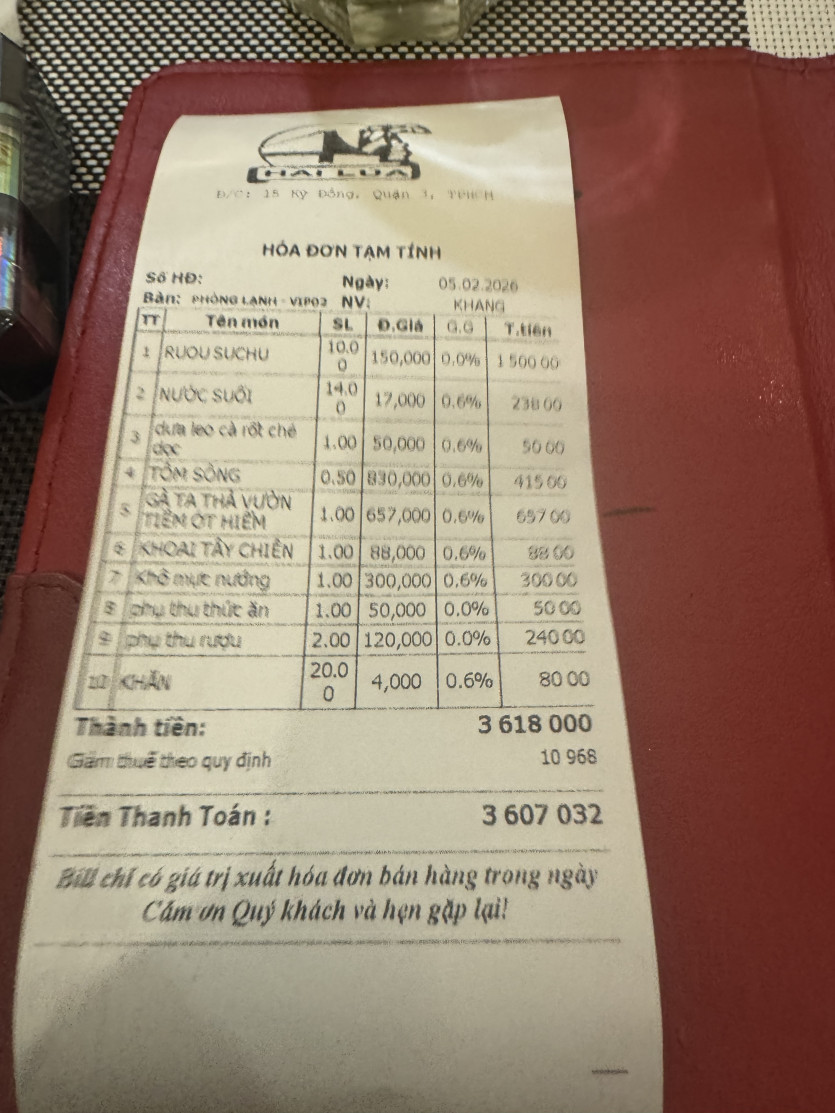 HAI LUA
Đ/C: 15 Kỳ Đồng, Quận 3, TPHCM
HÓA ĐƠN TẠM TÍNH
Số HĐ: Ngày: 05.02.2026
Bàn: PHÒNG LẠNH - VIP02 NV: KHANG
TT Tên món SL Đ.Giá G.G T.tiền
1 RUOU SUCHU 10.00 150,000 0.0% 1 500 00
2 NƯỚC SUỐI 14.00 17,000 0.6% 238 00
3 dưa leo cà rốt chẻ dọc 1.00 50,000 0.6% 50 00
4 TÔM SÔNG 0.50 830,000 0.6% 415 00
5 GÀ TA THẢ VƯỜN TIỀM ỚT HIỂM 1.00 657,000 0.6% 657 00
6 KHOAI TÂY CHIÊN 1.00 88,000 0.6% 88 00
7 Khô mực nướng 1.00 300,000 0.6% 300 00
8 phụ thu thức ăn 1.00 50,000 0.0% 50 00
9 phụ thu rượu 2.00 120,000 0.0% 240 00
10 KHĂN 20.00 4,000 0.6% 80 00
Thành tiền: 3 618 000
Giảm thuế theo quy định 10 968
Tiền Thanh Toán : 3 607 032
Bill chỉ có giá trị xuất hóa đơn bán hàng trong ngày
Cám ơn Quý khách và hẹn gặp lại!